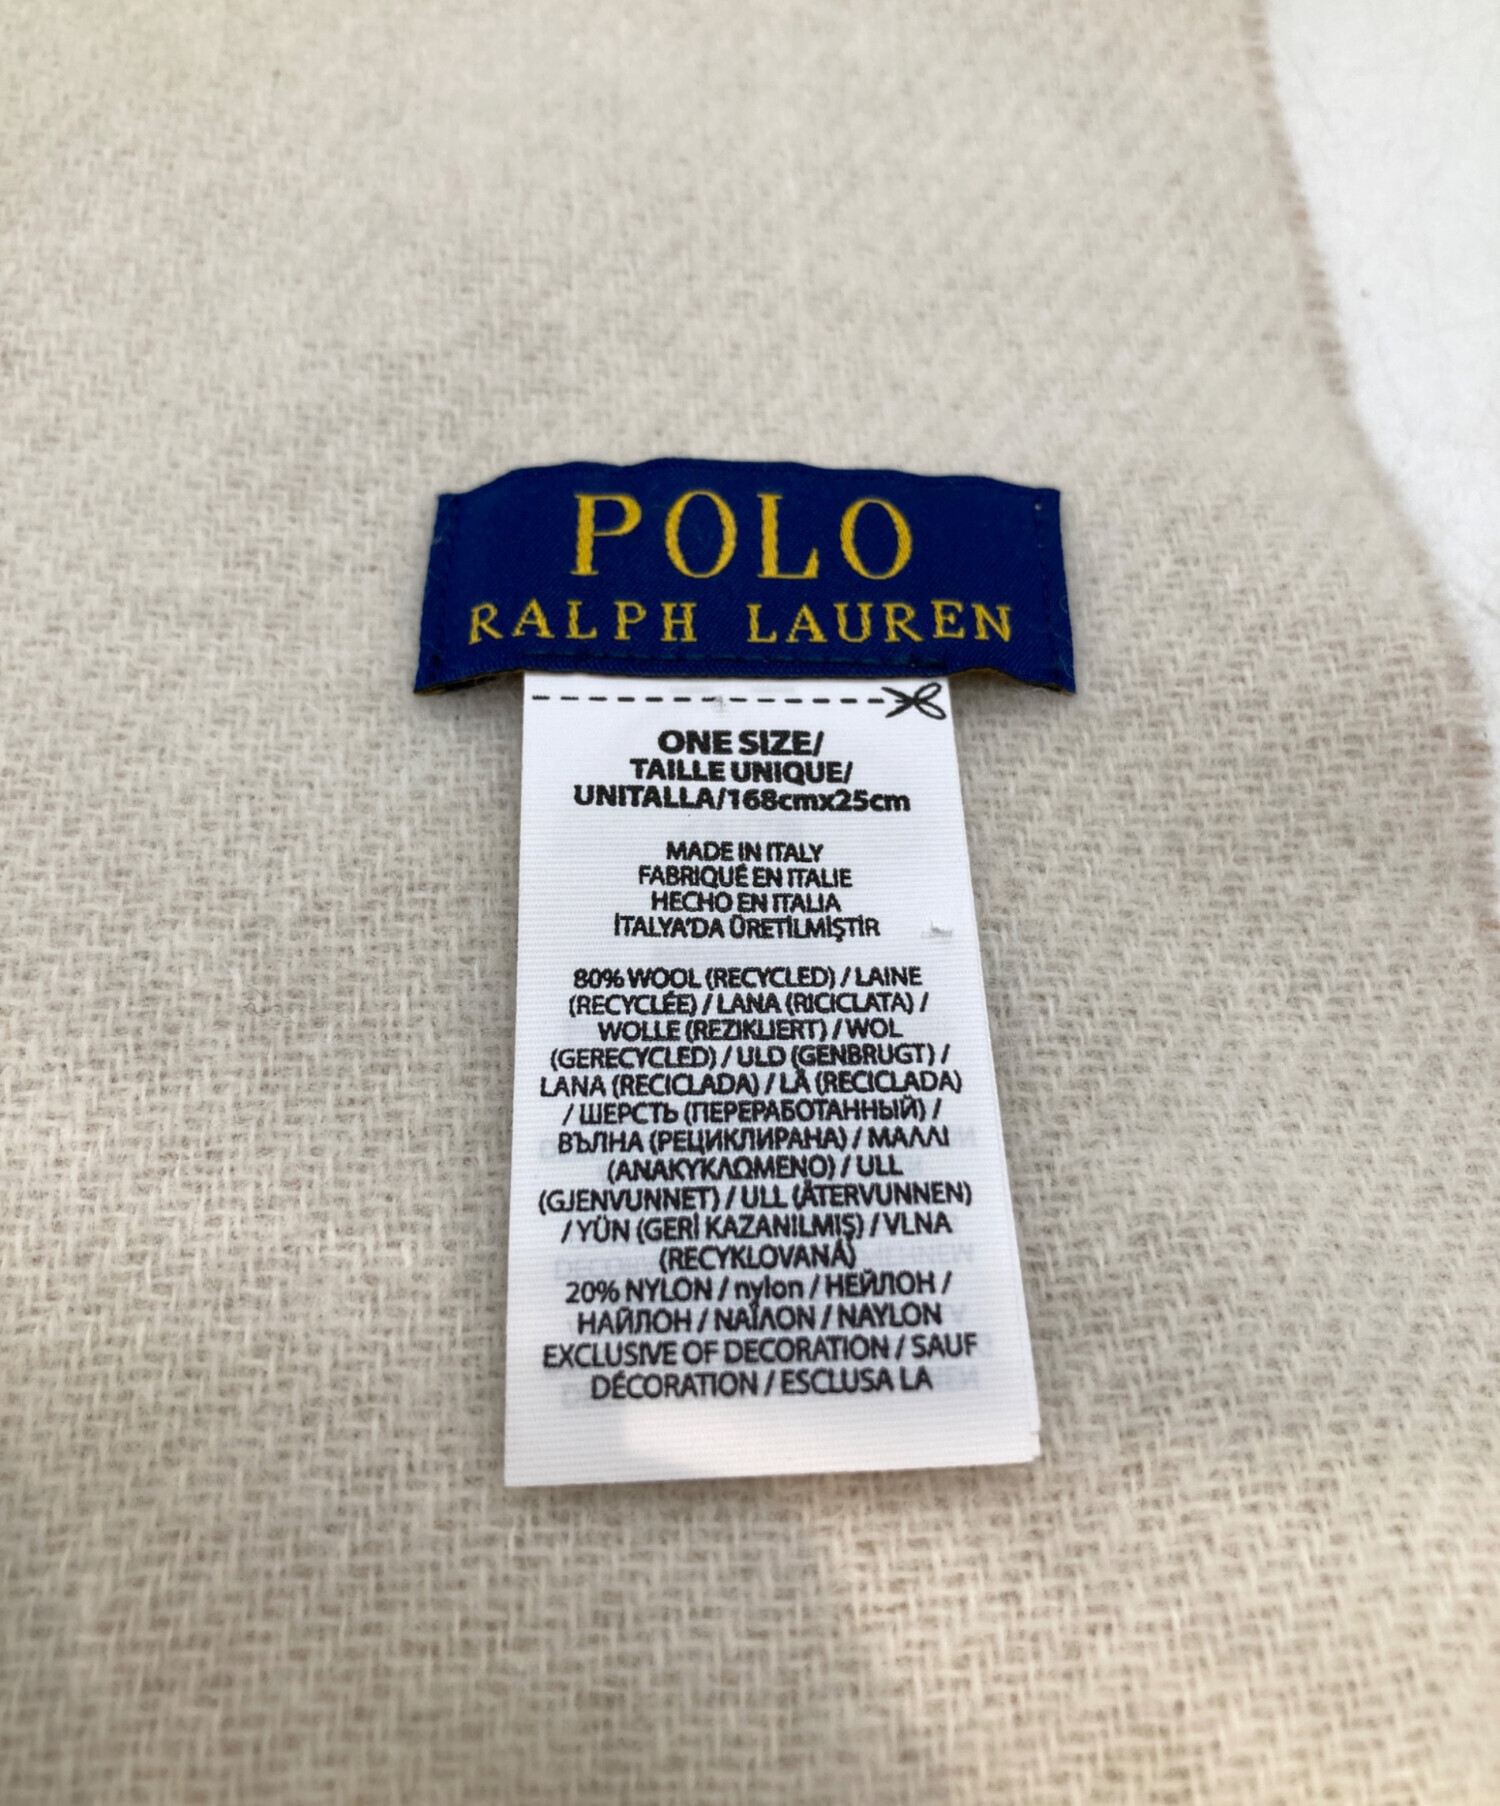 POLO
RALPH LAUREN
ONE SIZE/
TAILLE UNIQUE/
UNITALLA/168cmx25cm
MADE IN ITALY
FABRIQUÉ EN ITALIE
HECHO EN ITALIA
İTALYA'DA ÜRETİLMİŞTİR
80% WOOL (RECYCLED) / LAINE
(RECYCLÉE) / LANA (RICICLATA) /
WOLLE (REZIKLIERT) / WOL
(GERECYCLED) / ULD (GENBRUGT) /
LANA (RECICLADA) / LÃ (RECICLADA)
/ ШЕРСТЬ (ПЕРЕРАБОТАННЫЙ) /
ВЪЛНА (РЕЦИКЛИРАНА) / ΜΑΛΛΙ
(ΑΝΑΚΥΚΛΩΜΕΝΟ) / ULL
(GJENVUNNET) / ULL (ÅTERVUNNEN)
/ YÜN (GERİ KAZANILMIŞ) / VLNA
(RECYKLOVANÁ)
20% NYLON / nylon / НЕЙЛОН /
НАЙЛОН / ΝΑΪΛΟΝ / NAYLON
EXCLUSIVE OF DECORATION / SAUF
DÉCORATION / ESCLUSA LA